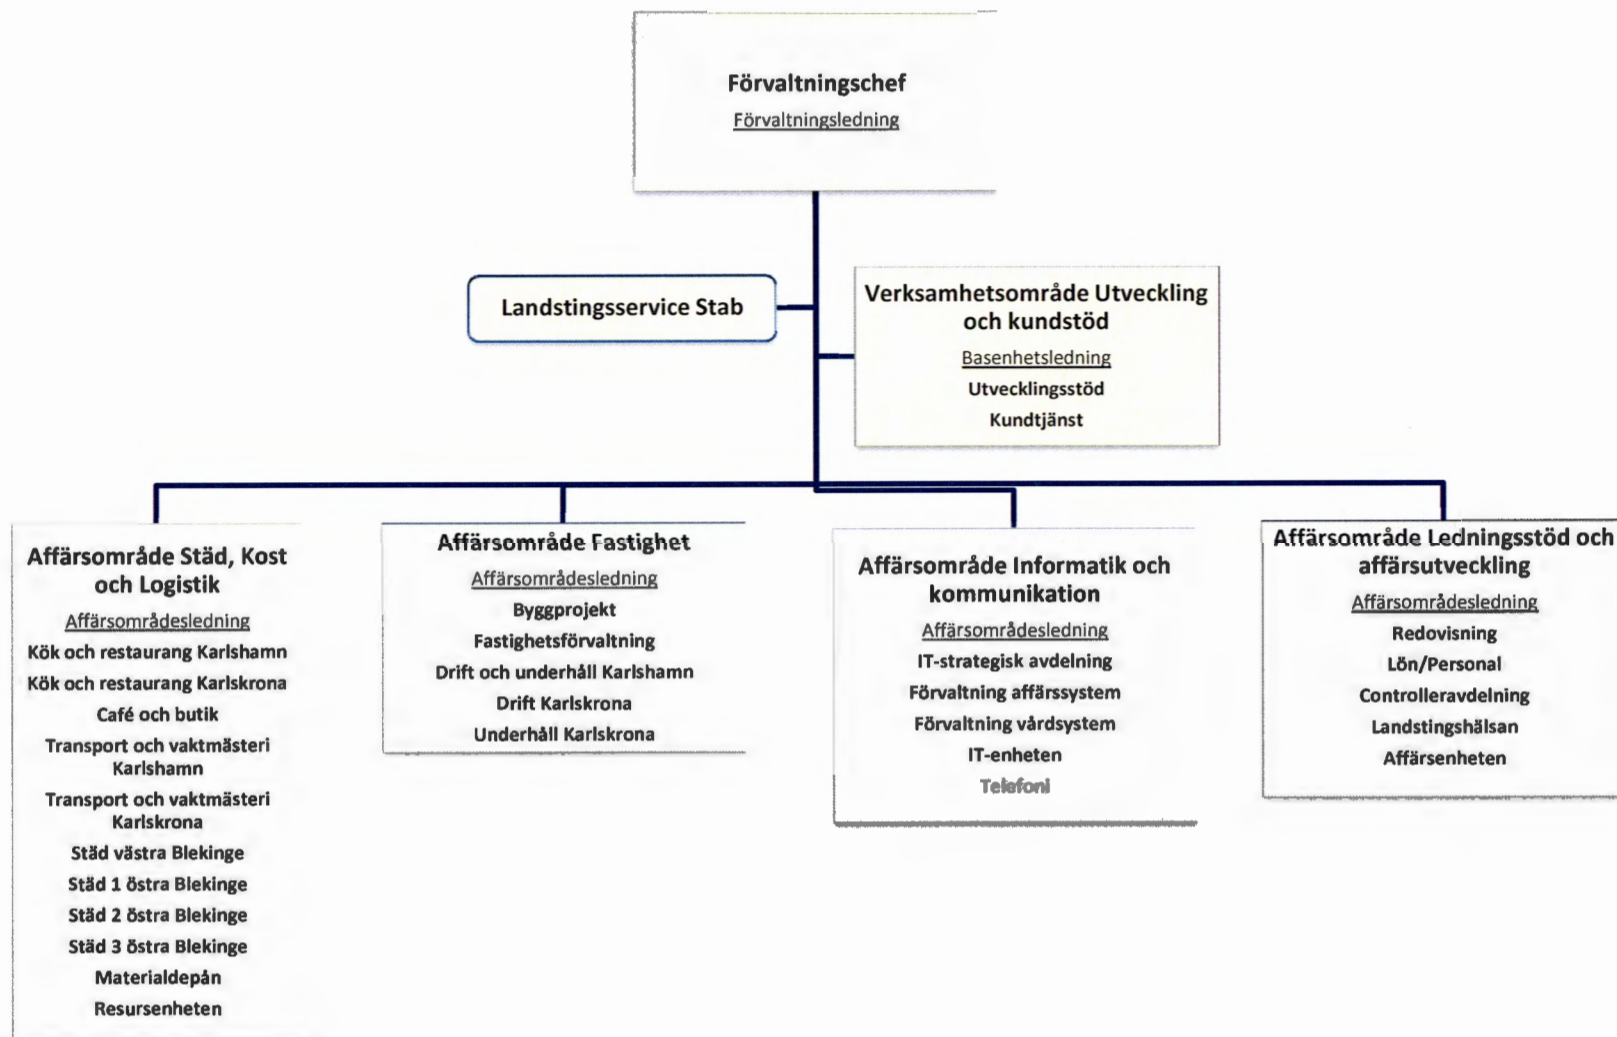 Förvaltningschef
Förvaltningsledning
Landstingsservice Stab
Verksamhetsområde Utveckling
och kundstöd
Basenhetsledning
Utvecklingsstöd
Kundtjänst
Affärsområde Städ, Kost
och Logistik
Affärsområdesledning
Kök och restaurang Karlshamn
Kök och restaurang Karlskrona
Café och butik
Transport och vaktmästeri
Karlshamn
Transport och vaktmästeri
Karlskrona
Städ västra Blekinge
Städ 1 östra Blekinge
Städ 2 östra Blekinge
Städ 3 östra Blekinge
Materialdepån
Resursenheten
Affärsområde Fastighet
Affärsområdesledning
Byggprojekt
Fastighetsförvaltning
Drift och underhåll Karlshamn
Drift Karlskrona
Underhåll Karlskrona
Affärsområde Informatik och
kommunikation
Affärsområdesledning
IT-strategisk avdelning
Förvaltning affärssystem
Förvaltning vårdsystem
IT-enheten
Telefoni
Affärsområde Ledningsstöd och
affärsutveckling
Affärsområdesledning
Redovisning
Lön/Personal
Controlleravdelning
Landstingshälsan
Affärsenheten